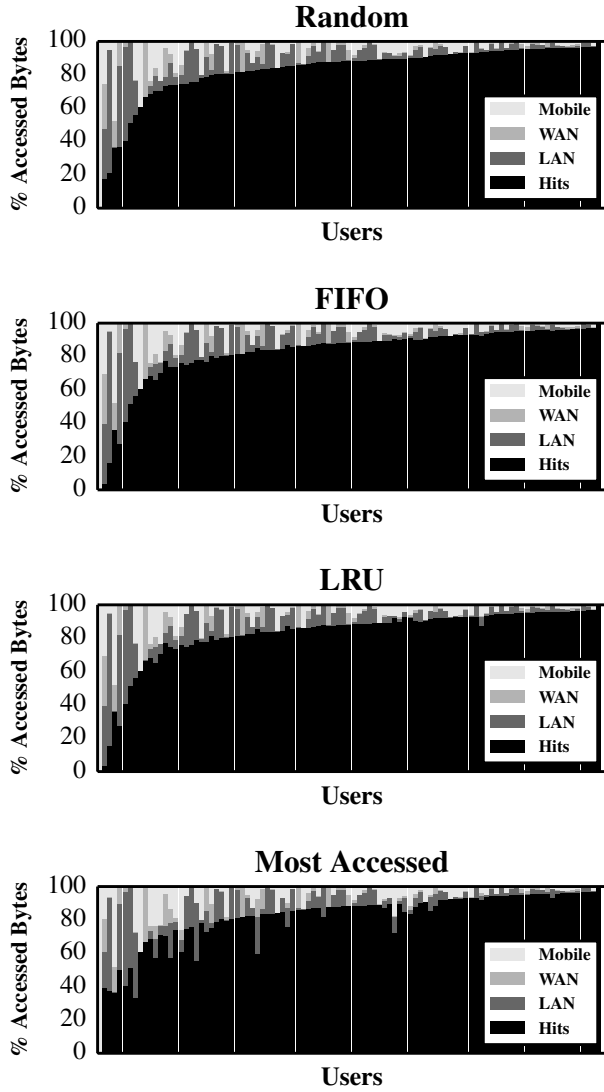 Random
% Accessed Bytes
100
80
60
40
20
0
Mobile
WAN
LAN
Hits
Users
FIFO
% Accessed Bytes
100
80
60
40
20
0
Mobile
WAN
LAN
Hits
Users
LRU
% Accessed Bytes
100
80
60
40
20
0
Mobile
WAN
LAN
Hits
Users
Most Accessed
% Accessed Bytes
100
80
60
40
20
0
Mobile
WAN
LAN
Hits
Users